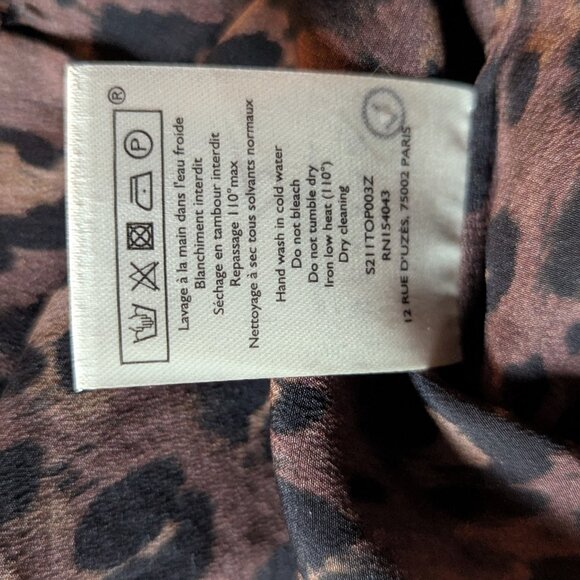 ®
P
Lavage à la main dans l'eau froide
Blanchiment interdit
Séchage en tambour interdit
Repassage 110° max
Nettoyage à sec tous solvants normaux
Hand wash in cold water
Do not bleach
Do not tumble dry
Iron low heat (110°)
Dry cleaning
S211TOP003Z
RN154043
12 RUE D'UZÈS, 75002 PARIS